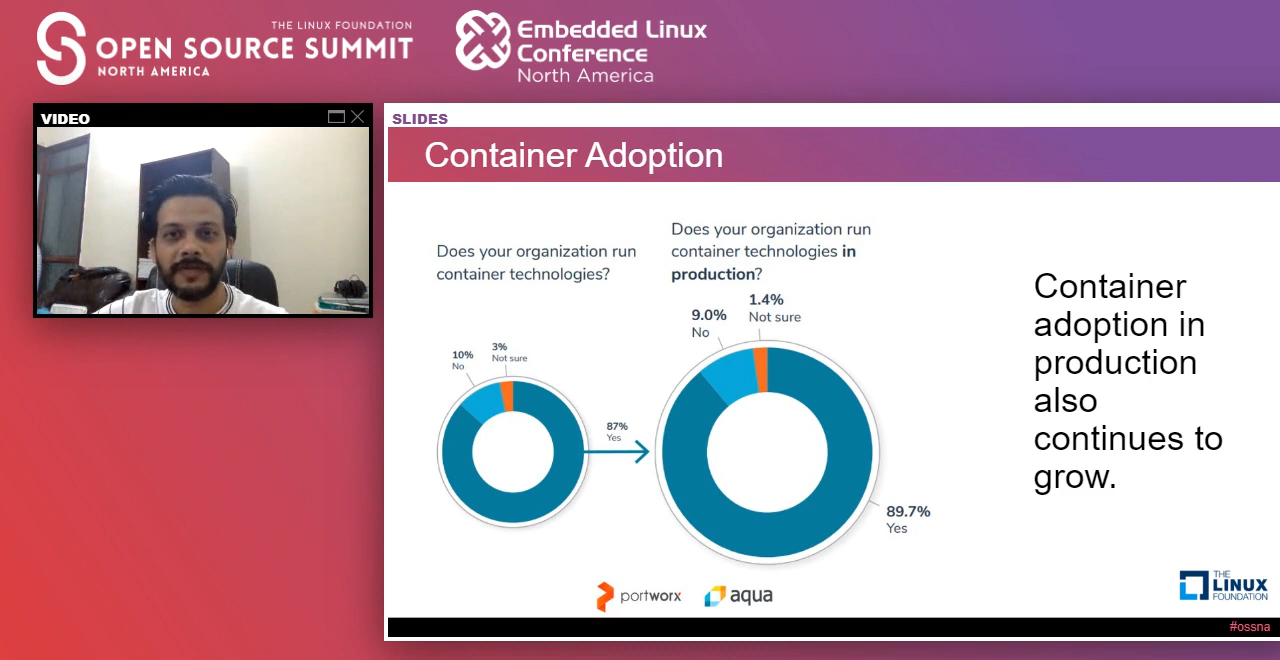 THE LINUX FOUNDATION
OPEN SOURCE SUMMIT
NORTH AMERICA
Embedded Linux
Conference
North America
VIDEO
SLIDES
Container Adoption
Does your organization run
container technologies?
Does your organization run
container technologies in
production?
10%
No
3%
Not sure
87%
Yes
9.0%
No
1.4%
Not sure
89.7%
Yes
Container
adoption in
production
also
continues to
grow.
portworx
aqua
THE
LINUX
FOUNDATION
#ossna